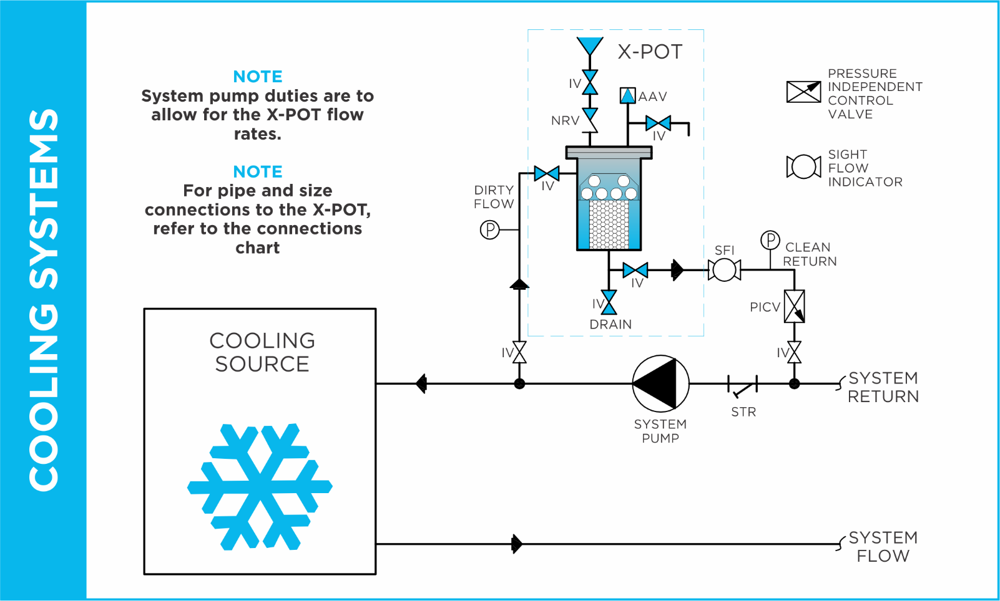 COOLING SYSTEMS
NOTE
System pump duties are to
allow for the X-POT flow
rates.
NOTE
For pipe and size
connections to the X-POT,
refer to the connections
chart
X-POT
IV
AAV
NRV
IV
IV
DIRTY
FLOW
P
SFI
P
CLEAN
RETURN
IV
IV
DRAIN
PICV
IV
IV
PRESSURE
INDEPENDENT
CONTROL
VALVE
SIGHT
FLOW
INDICATOR
COOLING
SOURCE
SYSTEM
PUMP
STR
SYSTEM
RETURN
SYSTEM
FLOW